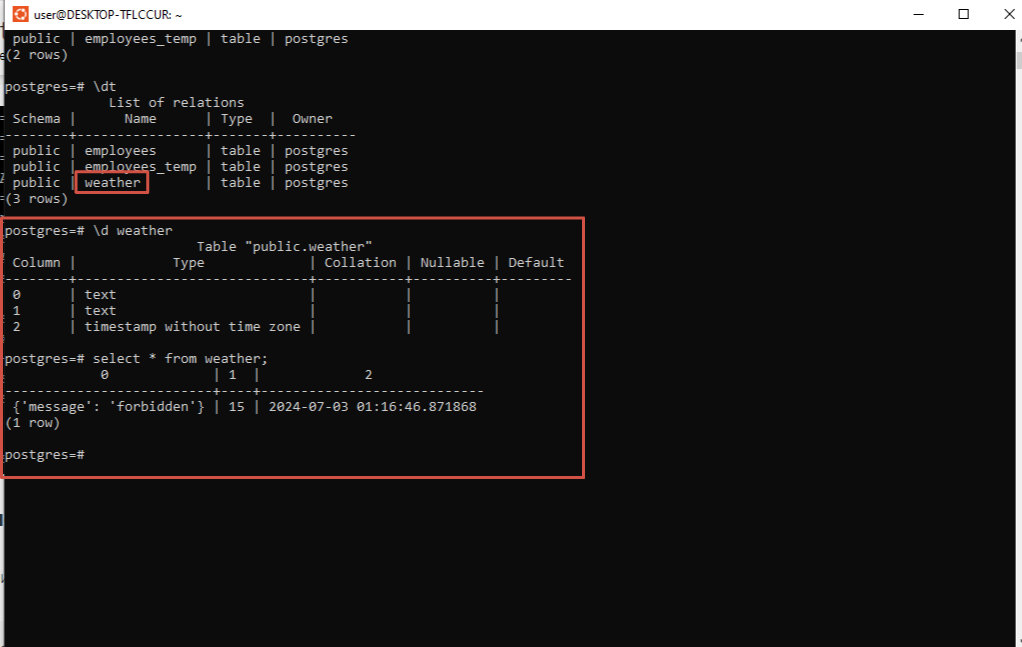 user@DESKTOP-TFLCCUR: ~
public | employees_temp | table | postgres
(2 rows)
postgres=# \dt
List of relations
Schema | Name | Type | Owner
--------+----------------+-------+----------
public | employees | table | postgres
public | employees_temp | table | postgres
public | weather | table | postgres
(3 rows)
postgres=# \d weather
Table "public.weather"
Column | Type | Collation | Nullable | Default
--------+-----------------------------+-----------+----------+---------
0 | text | | |
1 | text | | |
2 | timestamp without time zone | | |
postgres=# select * from weather;
0 | 1 | 2
--------------------------+----+----------------------------
{'message': 'forbidden'} | 15 | 2024-07-03 01:16:46.871868
(1 row)
postgres=#